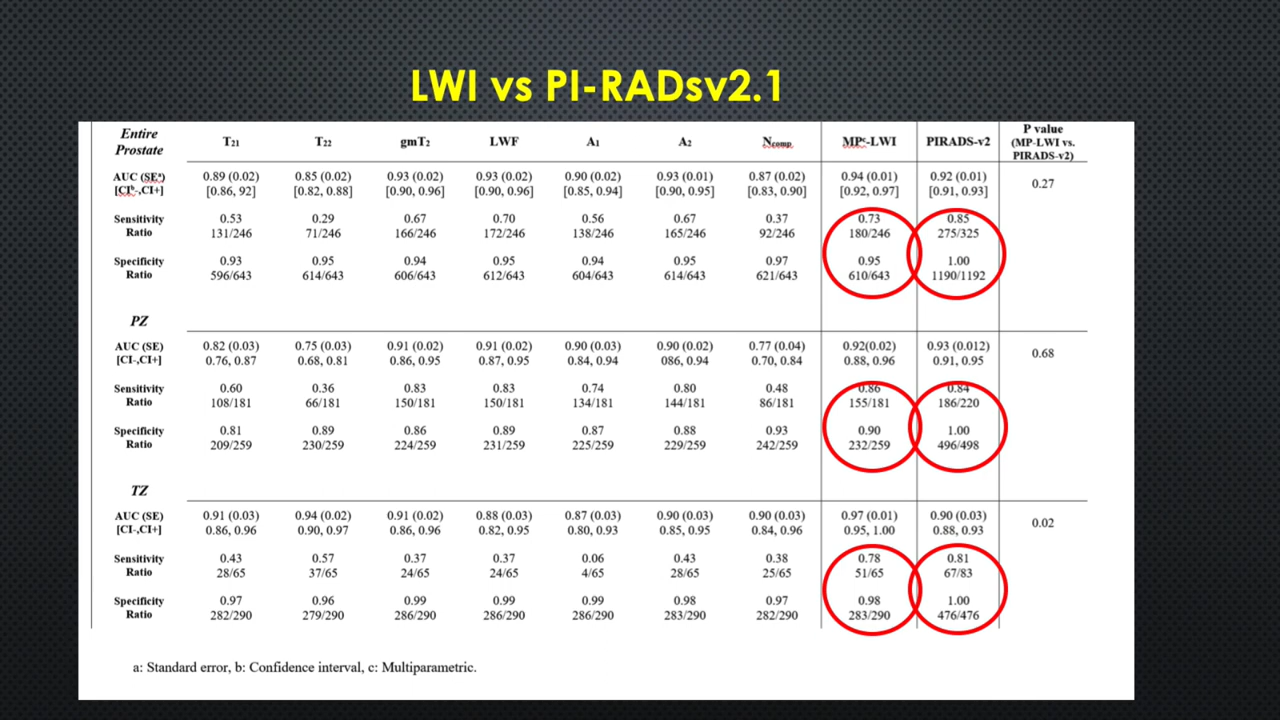 LWI vs PI-RADsv2.1
Entire Prostate T21 T22 gmT2 LWF A1 A2 Ncomp MPc-LWI PIRADS-v2 P value (MP-LWI vs. PIRADS-v2)
AUC (SEa) 0.89 (0.02) 0.85 (0.02) 0.93 (0.02) 0.93 (0.02) 0.90 (0.02) 0.93 (0.01) 0.87 (0.02) 0.94 (0.01) 0.92 (0.01) 0.27
[CIb-,CI+] [0.86, 92] [0.82, 0.88] [0.90, 0.96] [0.90, 0.96] [0.85, 0.94] [0.90, 0.95] [0.83, 0.90] [0.92, 0.97] [0.91, 0.93]
Sensitivity 0.53 0.29 0.67 0.70 0.56 0.67 0.37 0.73 0.85
Ratio 131/246 71/246 166/246 172/246 138/246 165/246 92/246 180/246 275/325
Specificity 0.93 0.95 0.94 0.95 0.94 0.95 0.97 0.95 1.00
Ratio 596/643 614/643 606/643 612/643 604/643 614/643 621/643 610/643 1190/1192
PZ
AUC (SE) 0.82 (0.03) 0.75 (0.03) 0.91 (0.02) 0.91 (0.02) 0.90 (0.03) 0.90 (0.02) 0.77 (0.04) 0.92(0.02) 0.93 (0.012) 0.68
[CI-,CI+] 0.76, 0.87 0.68, 0.81 0.86, 0.95 0.87, 0.95 0.84, 0.94 086, 0.94 0.70, 0.84 0.88, 0.96 0.91, 0.95
Sensitivity 0.60 0.36 0.83 0.83 0.74 0.80 0.48 0.86 0.84
Ratio 108/181 66/181 150/181 150/181 134/181 144/181 86/181 155/181 186/220
Specificity 0.81 0.89 0.86 0.89 0.87 0.88 0.93 0.90 1.00
Ratio 209/259 230/259 224/259 231/259 225/259 229/259 242/259 232/259 496/498
TZ
AUC (SE) 0.91 (0.03) 0.94 (0.02) 0.91 (0.02) 0.88 (0.03) 0.87 (0.03) 0.90 (0.03) 0.90 (0.03) 0.97 (0.01) 0.90 (0.03) 0.02
[CI-,CI+] 0.86, 0.96 0.90, 0.97 0.86, 0.96 0.82, 0.95 0.80, 0.93 0.85, 0.95 0.84, 0.96 0.95, 1.00 0.88, 0.93
Sensitivity 0.43 0.57 0.37 0.37 0.06 0.43 0.38 0.78 0.81
Ratio 28/65 37/65 24/65 24/65 4/65 28/65 25/65 51/65 67/83
Specificity 0.97 0.96 0.99 0.99 0.99 0.98 0.97 0.98 1.00
Ratio 282/290 279/290 286/290 286/290 286/290 283/290 282/290 283/290 476/476
a: Standard error, b: Confidence interval, c: Multiparametric.